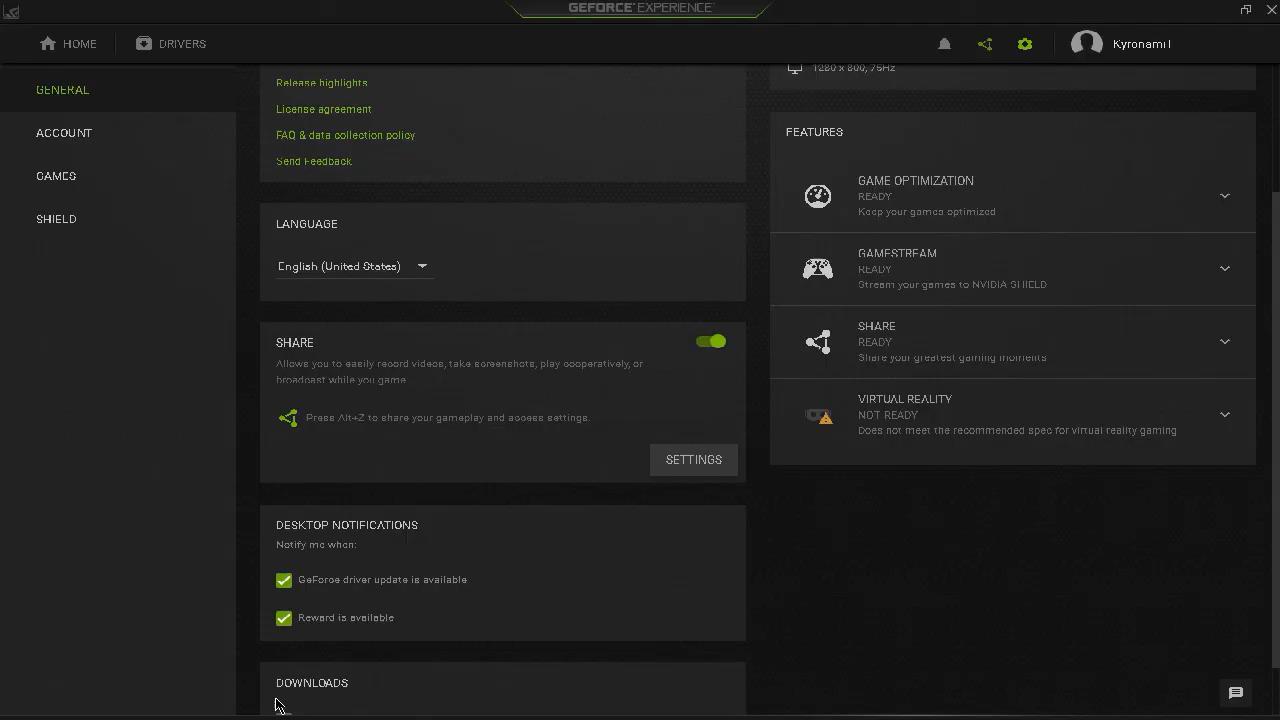 GEFORCE EXPERIENCE
HOME
DRIVERS
Kyronami1
GENERAL
ACCOUNT
GAMES
SHIELD
Release highlights
License agreement
FAQ & data collection policy
Send Feedback
LANGUAGE
English (United States)
SHARE
Allows you to easily record videos, take screenshots, play cooperatively, or
broadcast while you game
Press Alt+Z to share your gameplay and access settings.
SETTINGS
DESKTOP NOTIFICATIONS
Notify me when:
GeForce driver update is available
Reward is available
DOWNLOADS
1280 x 800, 75Hz
FEATURES
GAME OPTIMIZATION
READY
Keep your games optimized
GAMESTREAM
READY
Stream your games to NVIDIA SHIELD
SHARE
READY
Share your greatest gaming moments
VIRTUAL REALITY
NOT READY
Does not meet the recommended spec for virtual reality gaming